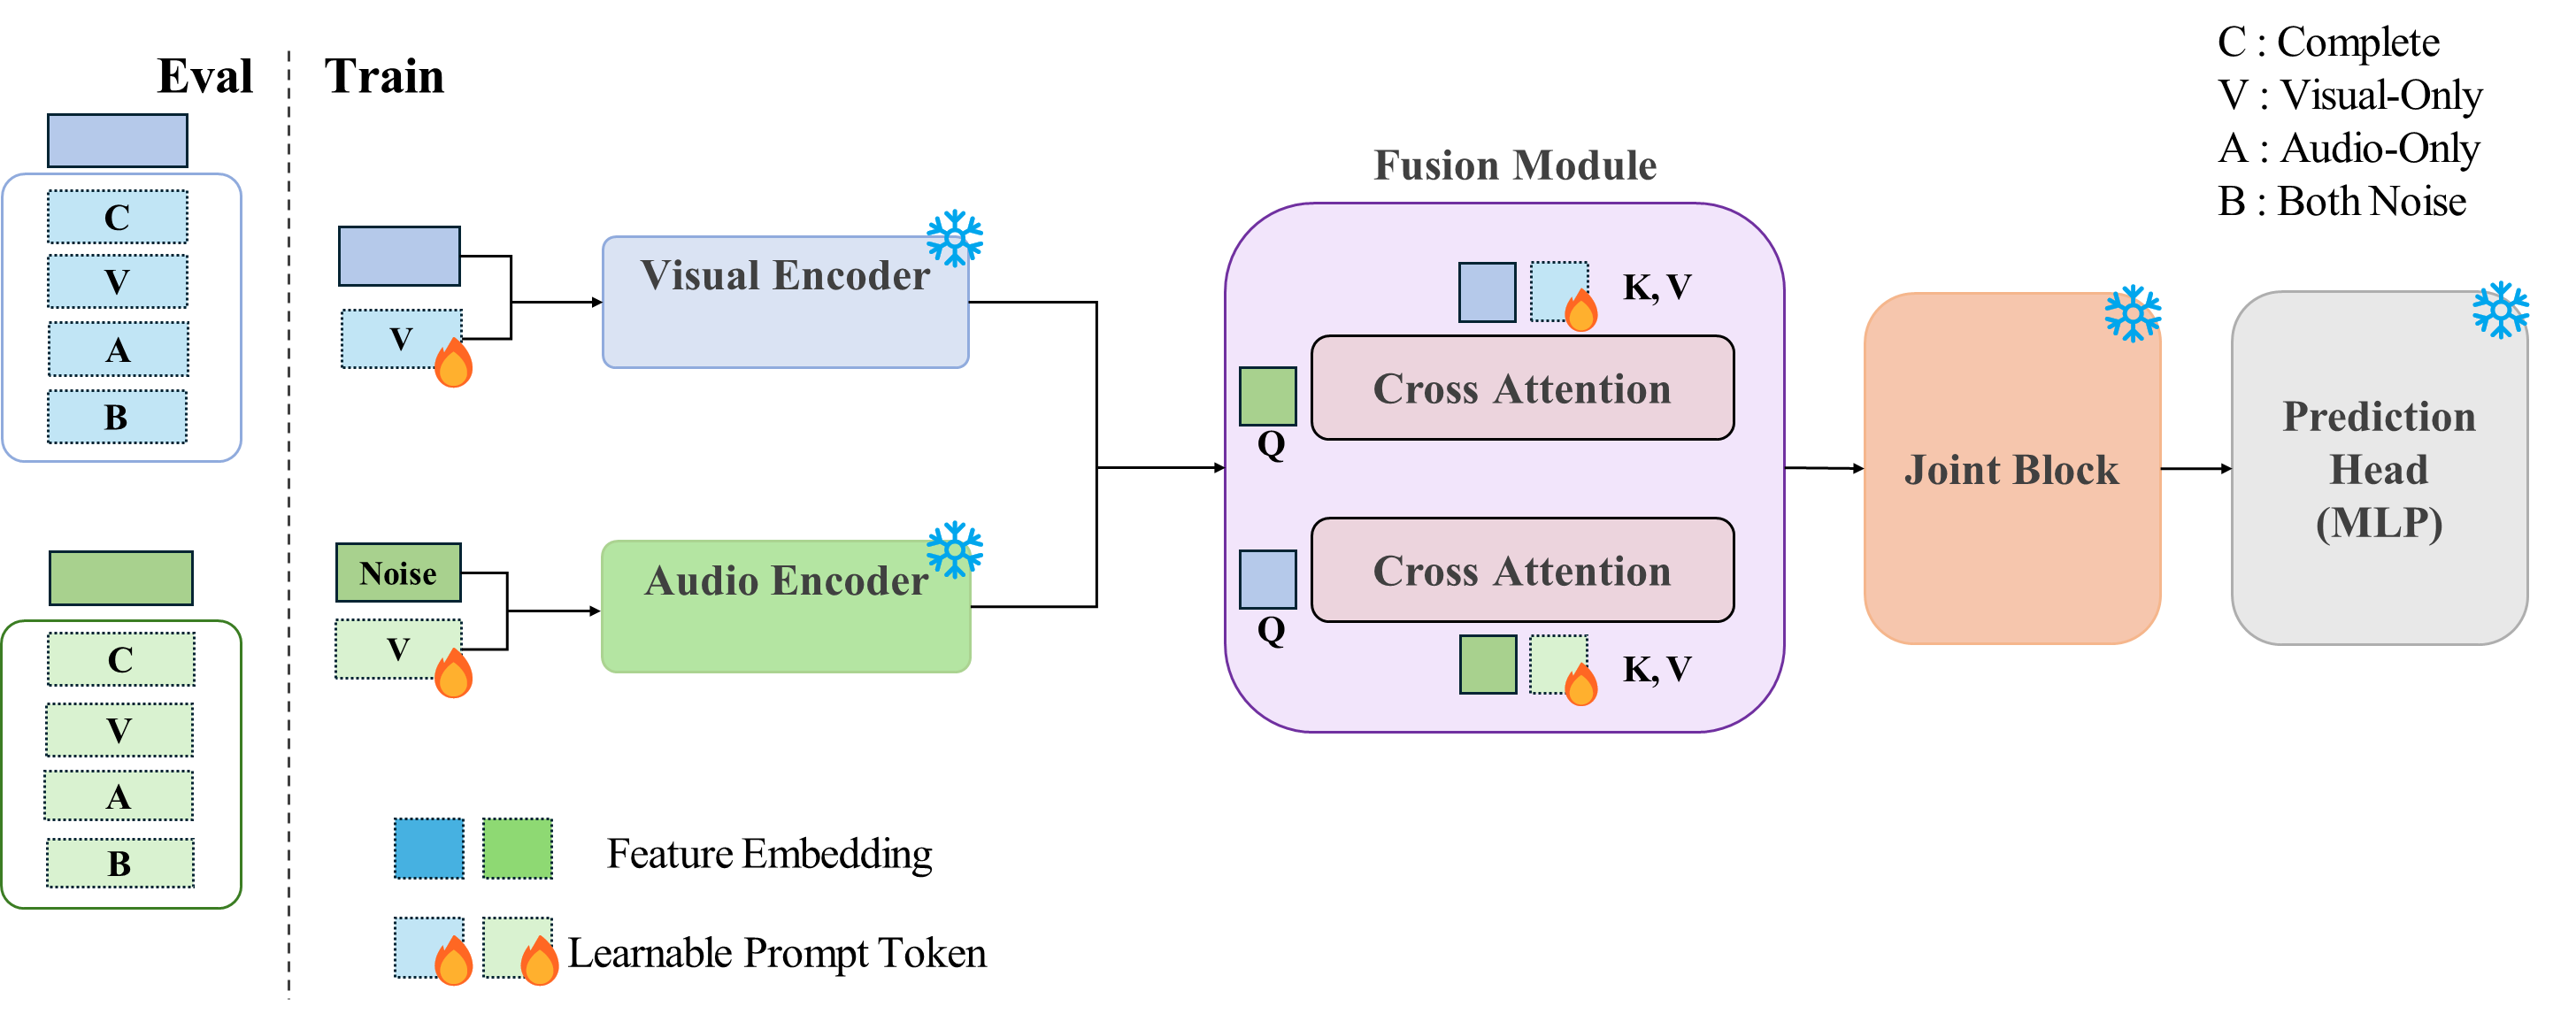 Eval
Train
C : Complete
V : Visual-Only
A : Audio-Only
B : Both Noise
C
V
A
B
C
V
A
B
V
Visual Encoder
Noise
V
Audio Encoder
Fusion Module
K, V
Cross Attention
Q
Cross Attention
Q
K, V
Joint Block
Prediction
Head
(MLP)
Feature Embedding
Learnable Prompt Token